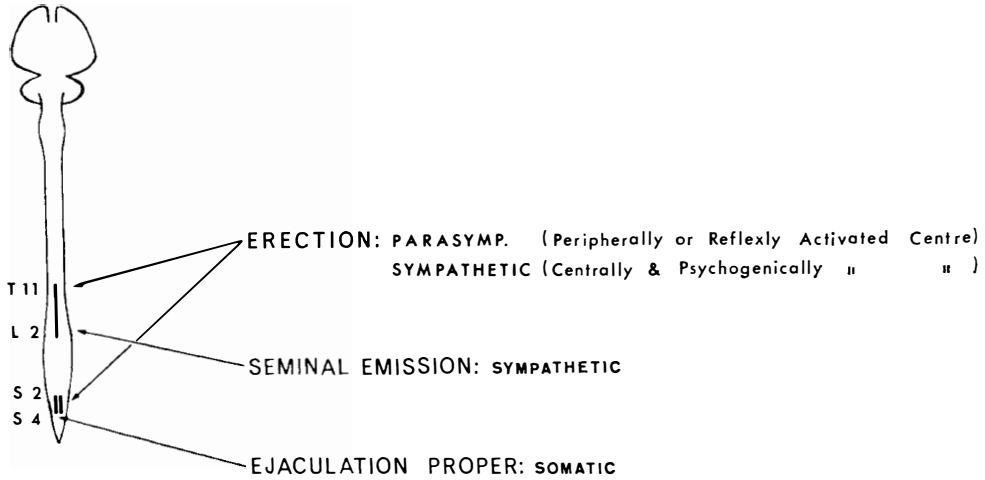 ERECTION: PARASYMP. (Peripherally or Reflexly Activated Centre)
SYMPATHETIC (Centrally & Psychogenically " " )
T 11
L 2
SEMINAL EMISSION: SYMPATHETIC
S 2
S 4
EJACULATION PROPER: SOMATIC